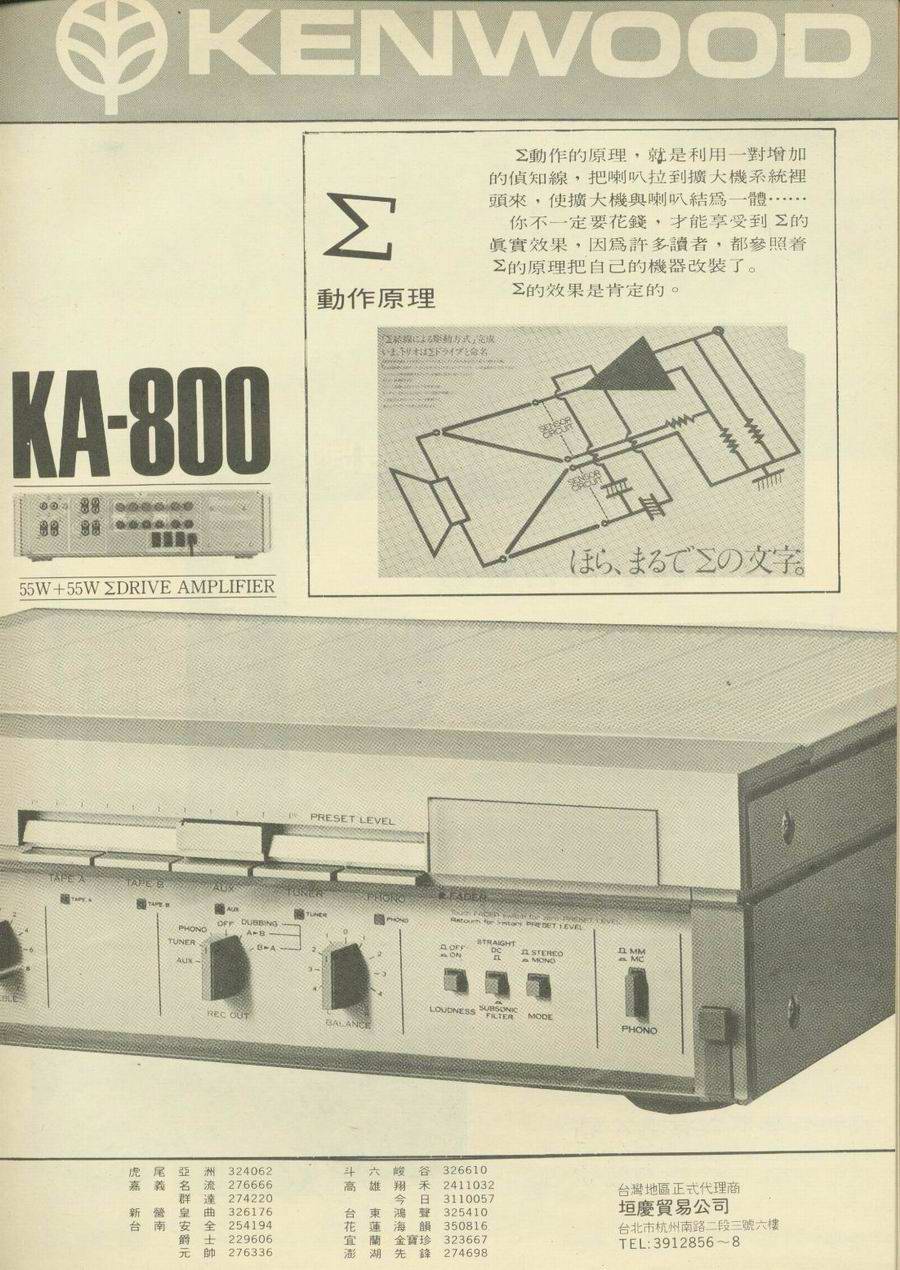 KENWOOD
Σ動作的原理，就是利用一對增加
的偵知線，把喇叭拉到擴大機系統裡
頭來，使擴大機與喇叭結爲一體……
你不一定要花錢，才能享受到 Σ的
眞實效果，因爲許多讀者，都參照着
Σ的原理把自己的機器改裝了。
Σ的效果是肯定的。
Σ
動作原理
「Σ結線による駆動方式」完成
いま、トリオはΣドライブと命名
SENSOR
CIRCUIT
SENSOR
CIRCUIT
ほら、まるでΣの文字。
KA-800
55W+55W ΣDRIVE AMPLIFIER
PRESET LEVEL
TAPE A
TAPE B
AUX
TUNER
PHONO
FADER
TAPE A
TAPE B
AUX
TUNER
PHONO
Touch FADER switch for zero PRESET LEVEL
Retouch for instant PRESET LEVEL
PHONO
OFF
DUBBING
TUNER
A►B
AUX
B►A
REC OUT
0
1
1
2
2
3
3
4
4
L
R
BALANCE
OFF
ON
LOUDNESS
STRAIGHT
DC
SUBSONIC
FILTER
STEREO
MONO
MODE
MM
MC
PHONO
虎尾亞洲 324062
嘉義名流 276666
群達 274220
新營皇曲 326176
台南安全 254194
爵士 229606
元帥 276336
斗六峻谷 326610
高雄翔禾 2411032
今日 3110057
台東鴻聲 325410
花蓮海韻 350816
宜蘭金寶珍 323667
澎湖先鋒 274698
台灣地區正式代理商
垣慶貿易公司
台北市杭州南路二段三號六樓
TEL:3912856～8